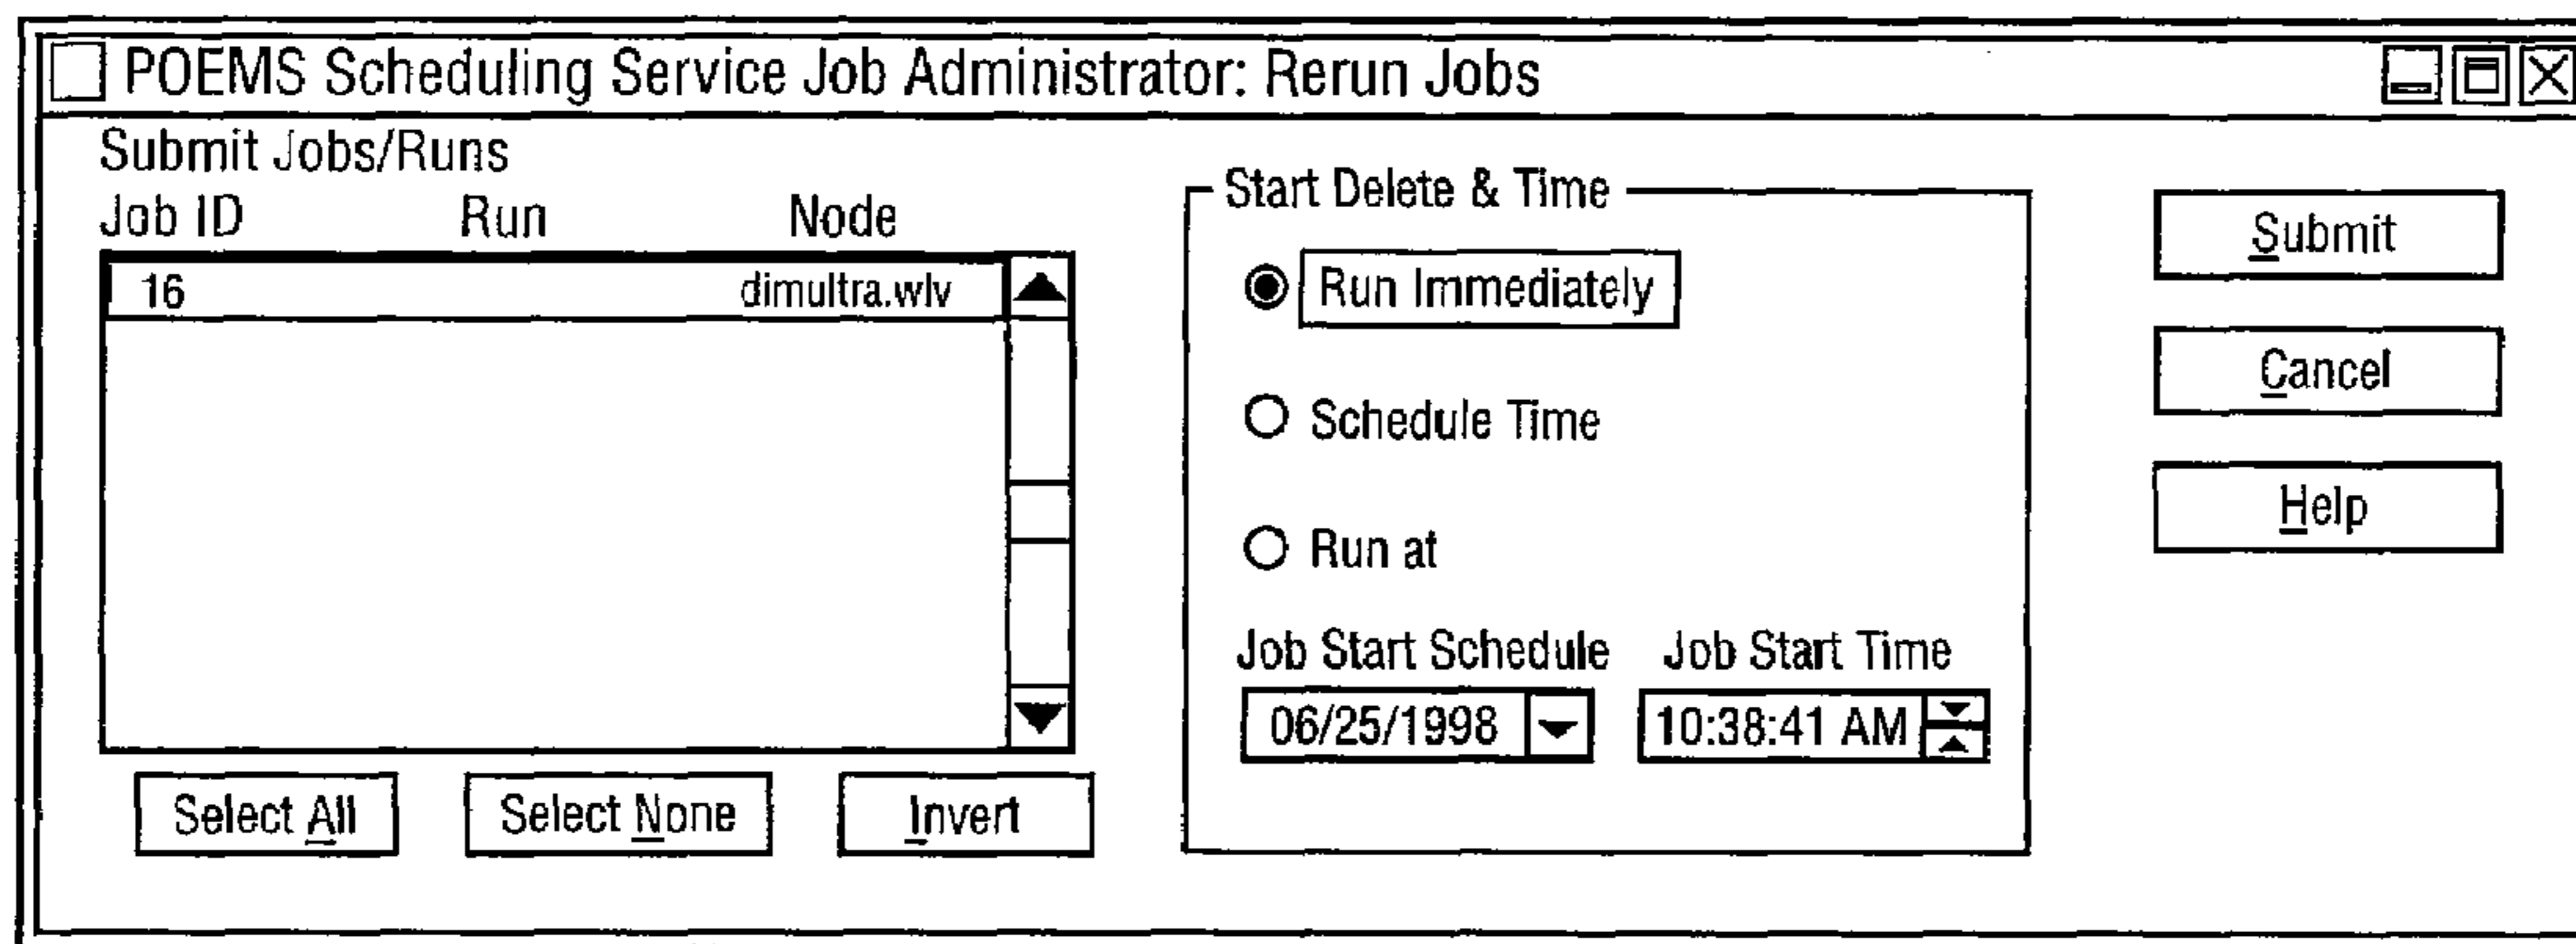 POEMS Scheduling Service Job Administrator: Rerun Jobs
Submit Jobs/Runs
Job ID Run Node
16 dimultra.wlv
Select All Select None Invert
Start Delete & Time
Run Immediately
Schedule Time
Run at
Job Start Schedule Job Start Time
06/25/1998 10:38:41 AM
Submit
Cancel
Help